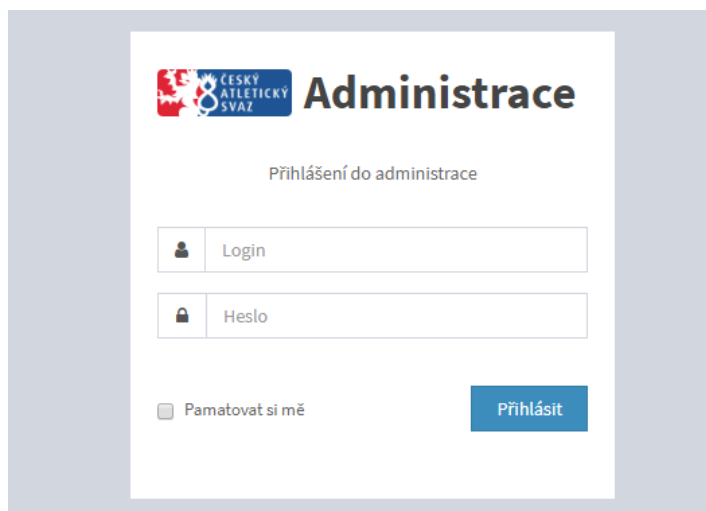 ČESKÝ
ATLETICKÝ
SVAZ
Administrace
Přihlášení do administrace
Login
Heslo
Pamatovat si mě
Přihlásit